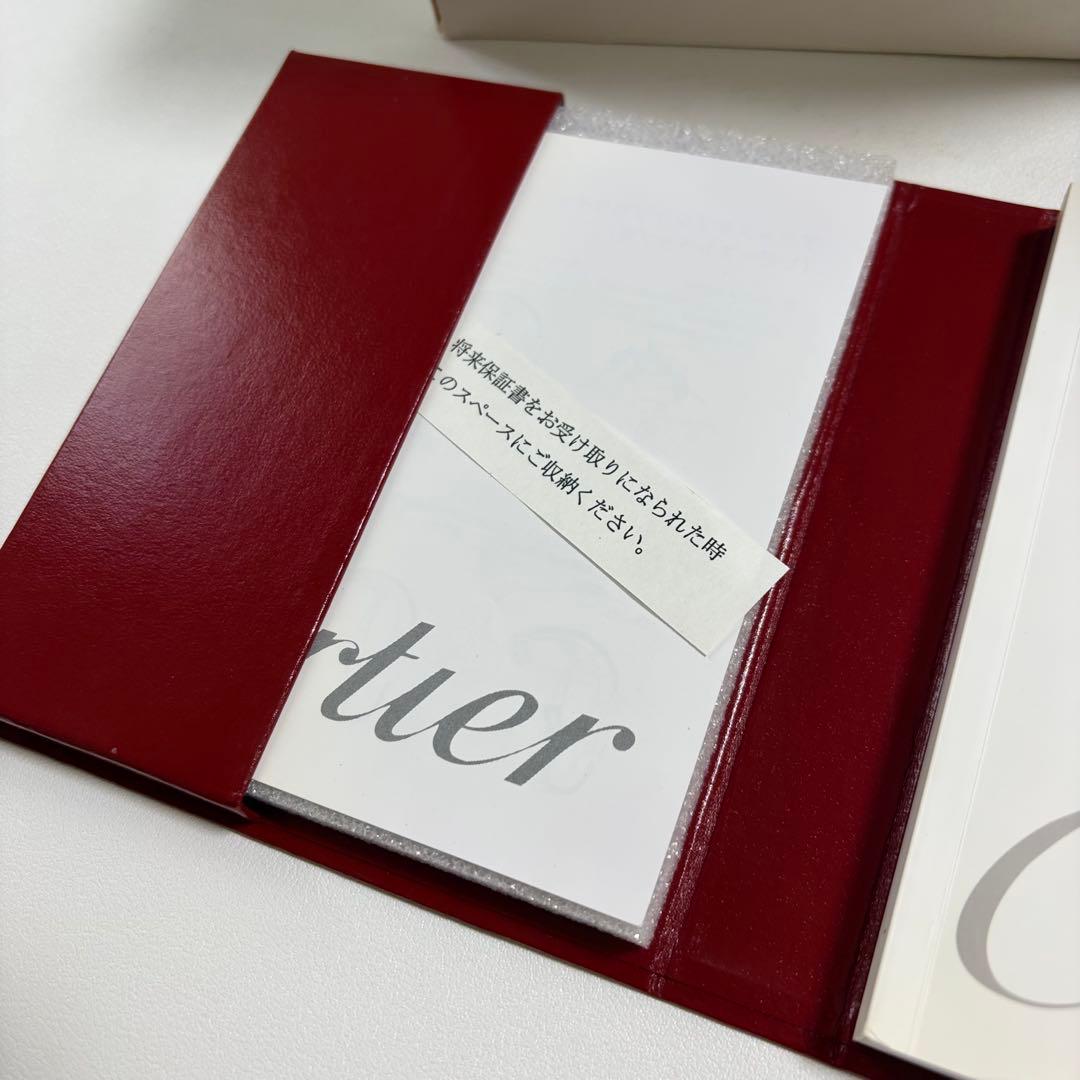 将来保証書をお受け取りになられた時
このスペースにご収納ください。
rtier
C